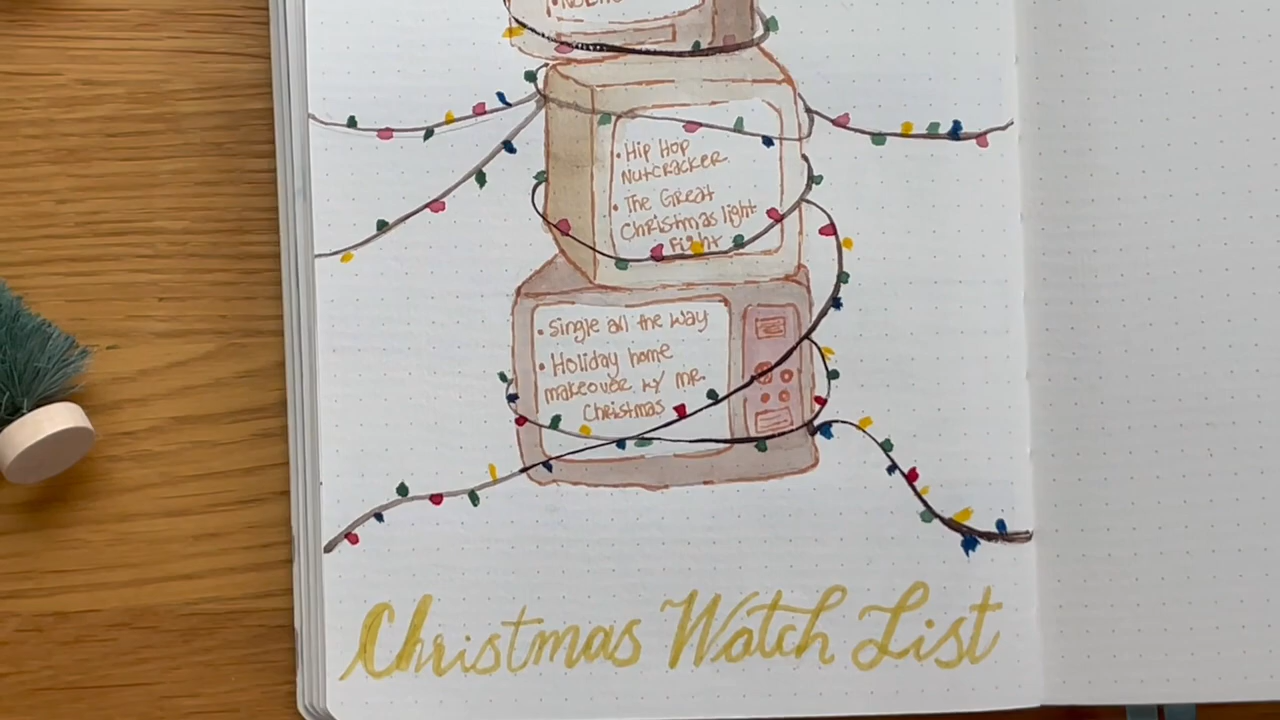 • Hip Hop
Nutcracker
• The Great
Christmas light
Fight
• Single all the way
• Holiday home
makeover w/ mr.
Christmas
Christmas Watch List